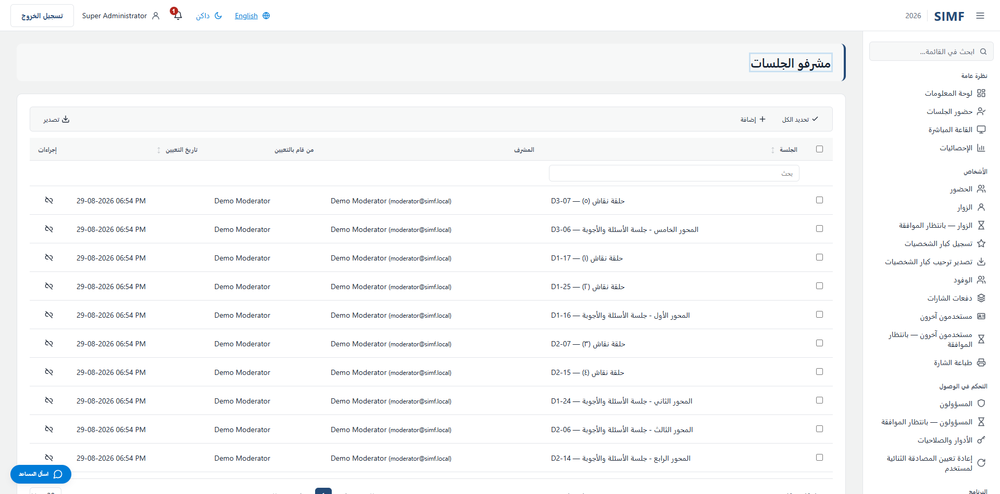 SIMF
2026
English
داكن
1
Super Administrator
تسجيل الخروج
ابحث في القائمة...
نظرة عامة
لوحة المعلومات
حضور الجلسات
القاعة المباشرة
الإحصائيات
الأشخاص
الحضور
الزوار
الزوار — بانتظار الموافقة
تسجيل كبار الشخصيات
تصدير ترحيب كبار الشخصيات
الوفود
دفعات الشارات
مستخدمون آخرون
مستخدمون آخرون — بانتظار
الموافقة
طباعة الشارة
التحكم في الوصول
المسؤولون
المسؤولون — بانتظار الموافقة
الأدوار والصلاحيات
إعادة تعيين المصادقة الثنائية
لمستخدم
البرنامج
مشرفو الجلسات
تحديد الكل
إضافة
تصدير
الجلسة المشرف من قام بالتعيين تاريخ التعيين إجراءات
بحث
D3-07 — حلقة نقاش (٥) Demo Moderator (moderator@simf.local) Demo Moderator 29-08-2026 06:54 PM
D3-06 — المحور الخامس - جلسة الأسئلة والأجوبة Demo Moderator (moderator@simf.local) Demo Moderator 29-08-2026 06:54 PM
D1-17 — حلقة نقاش (١) Demo Moderator (moderator@simf.local) Demo Moderator 29-08-2026 06:54 PM
D1-25 — حلقة نقاش (٢) Demo Moderator (moderator@simf.local) Demo Moderator 29-08-2026 06:54 PM
D1-16 — المحور الأول - جلسة الأسئلة والأجوبة Demo Moderator (moderator@simf.local) Demo Moderator 29-08-2026 06:54 PM
D2-07 — حلقة نقاش (٣) Demo Moderator (moderator@simf.local) Demo Moderator 29-08-2026 06:54 PM
D2-15 — حلقة نقاش (٤) Demo Moderator (moderator@simf.local) Demo Moderator 29-08-2026 06:54 PM
D1-24 — المحور الثاني - جلسة الأسئلة والأجوبة Demo Moderator (moderator@simf.local) Demo Moderator 29-08-2026 06:54 PM
D2-06 — المحور الثالث - جلسة الأسئلة والأجوبة Demo Moderator (moderator@simf.local) Demo Moderator 29-08-2026 06:54 PM
D2-14 — المحور الرابع - جلسة الأسئلة والأجوبة Demo Moderator (moderator@simf.local) Demo Moderator 29-08-2026 06:54 PM
اسأل المساعد